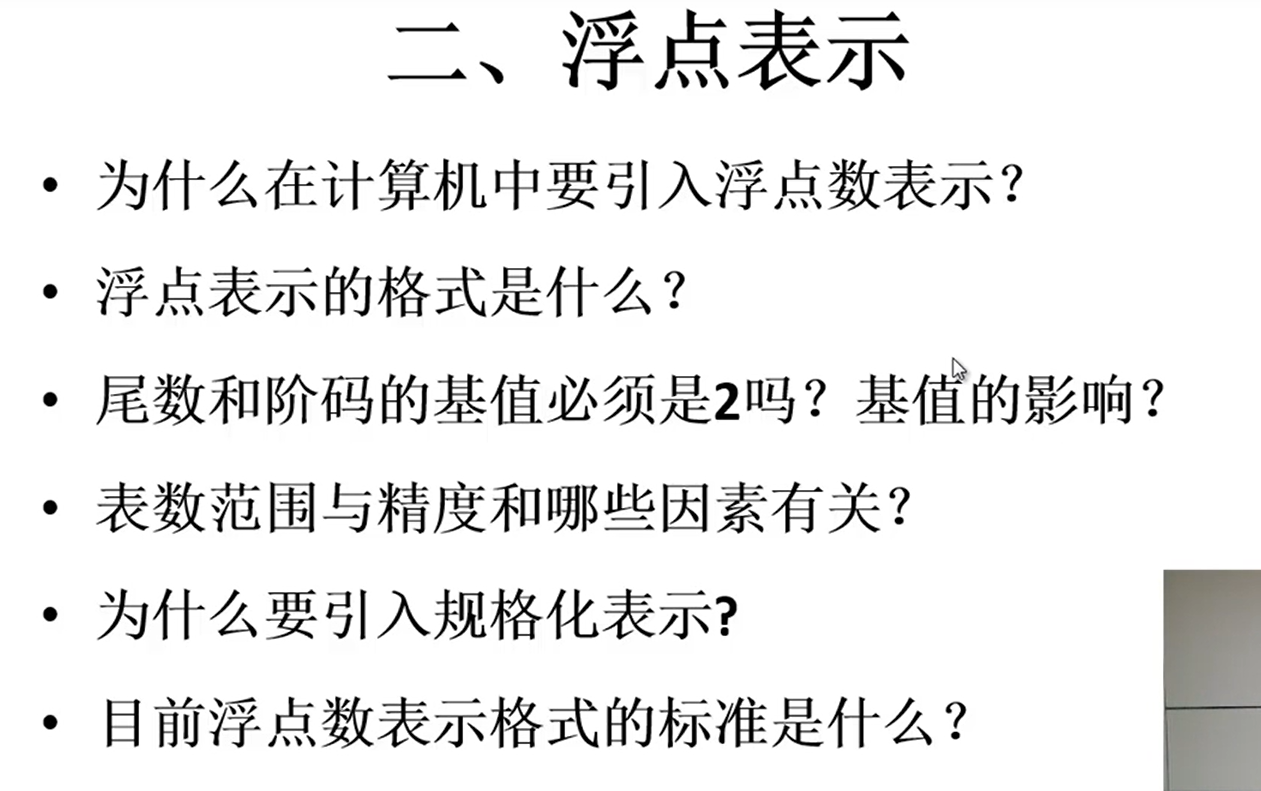 二、浮点表示
• 为什么在计算机中要引入浮点数表示？
• 浮点表示的格式是什么？
• 尾数和阶码的基值必须是2吗？基值的影响？
• 表数范围与精度和哪些因素有关？
• 为什么要引入规格化表示?
• 目前浮点数表示格式的标准是什么？